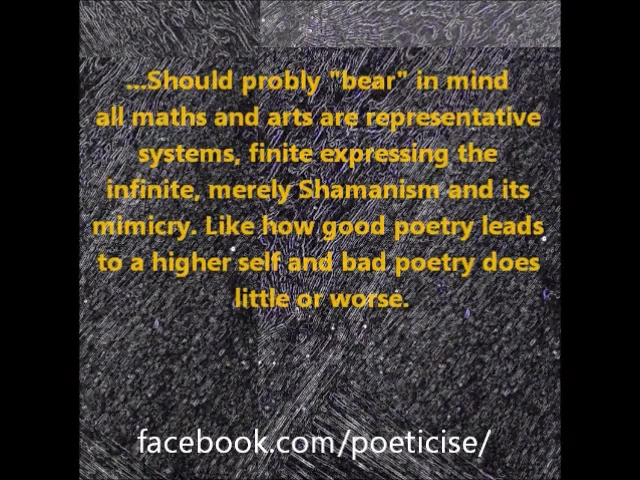 ...Should probly "bear" in mind
all maths and arts are representative
systems, finite expressing the
infinite, merely Shamanism and its
mimicry. Like how good poetry leads
to a higher self and bad poetry does
little or worse.
facebook.com/poeticise/